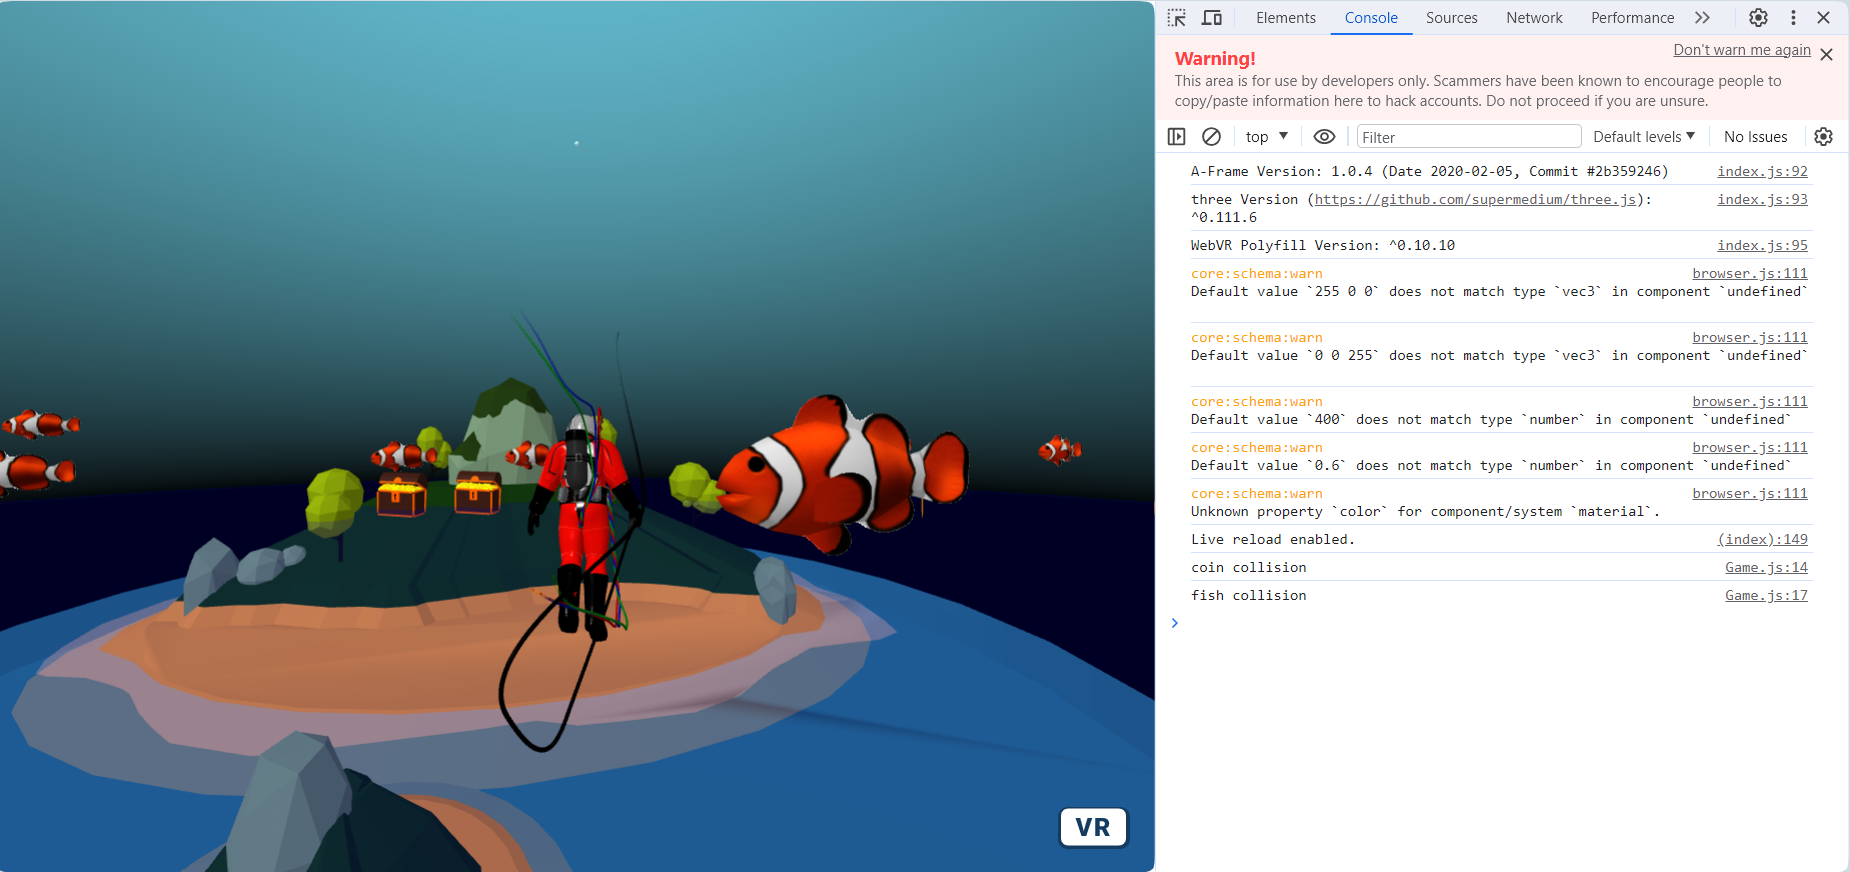 Elements Console Sources Network Performance
Don't warn me again
Warning!
This area is for use by developers only. Scammers have been known to encourage people to
copy/paste information here to hack accounts. Do not proceed if you are unsure.
top Filter Default levels No Issues
A-Frame Version: 1.0.4 (Date 2020-02-05, Commit #2b359246) index.js:92
three Version (https://github.com/supermedium/three.js): index.js:93
^0.111.6
WebVR Polyfill Version: ^0.10.10 index.js:95
core:schema:warn browser.js:111
Default value `255 0 0` does not match type `vec3` in component `undefined`
core:schema:warn browser.js:111
Default value `0 0 255` does not match type `vec3` in component `undefined`
core:schema:warn browser.js:111
Default value `400` does not match type `number` in component `undefined`
core:schema:warn browser.js:111
Default value `0.6` does not match type `number` in component `undefined`
core:schema:warn browser.js:111
Unknown property `color` for component/system `material`.
Live reload enabled. (index):149
coin collision Game.js:14
fish collision Game.js:17
VR